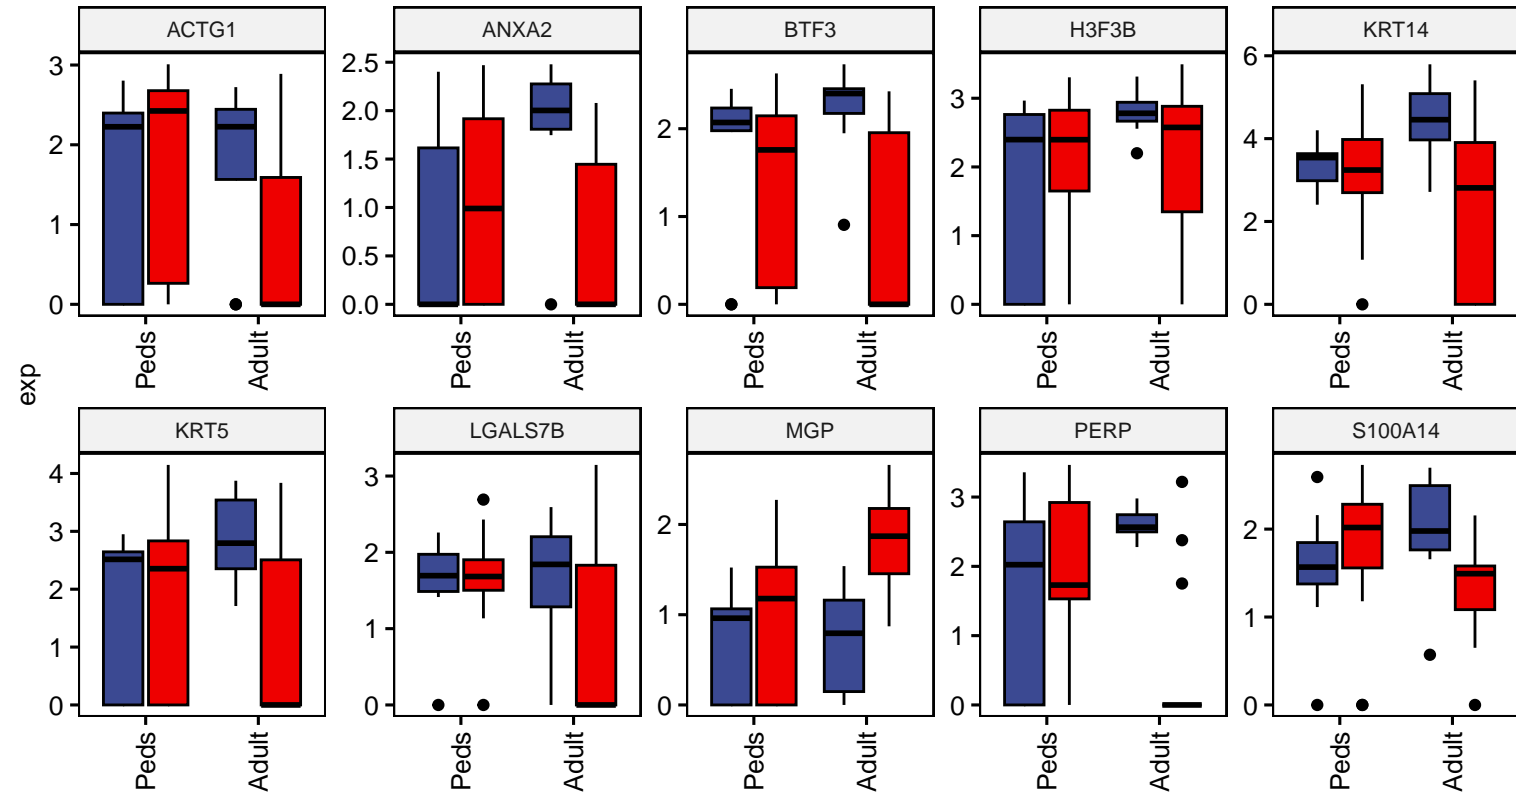 ACTG1 ANXA2 BTF3 H3F3B KRT14
3 2 1 0
2.5 2.0 1.5 1.0 0.5 0.0
2 1 0
3 2 1 0
6 4 2 0
Peds Adult Peds Adult Peds Adult Peds Adult Peds Adult
exp
KRT5 LGALS7B MGP PERP S100A14
4 3 2 1 0
3 2 1 0
2 1 0
3 2 1 0
2 1 0
Peds Adult Peds Adult Peds Adult Peds Adult Peds Adult